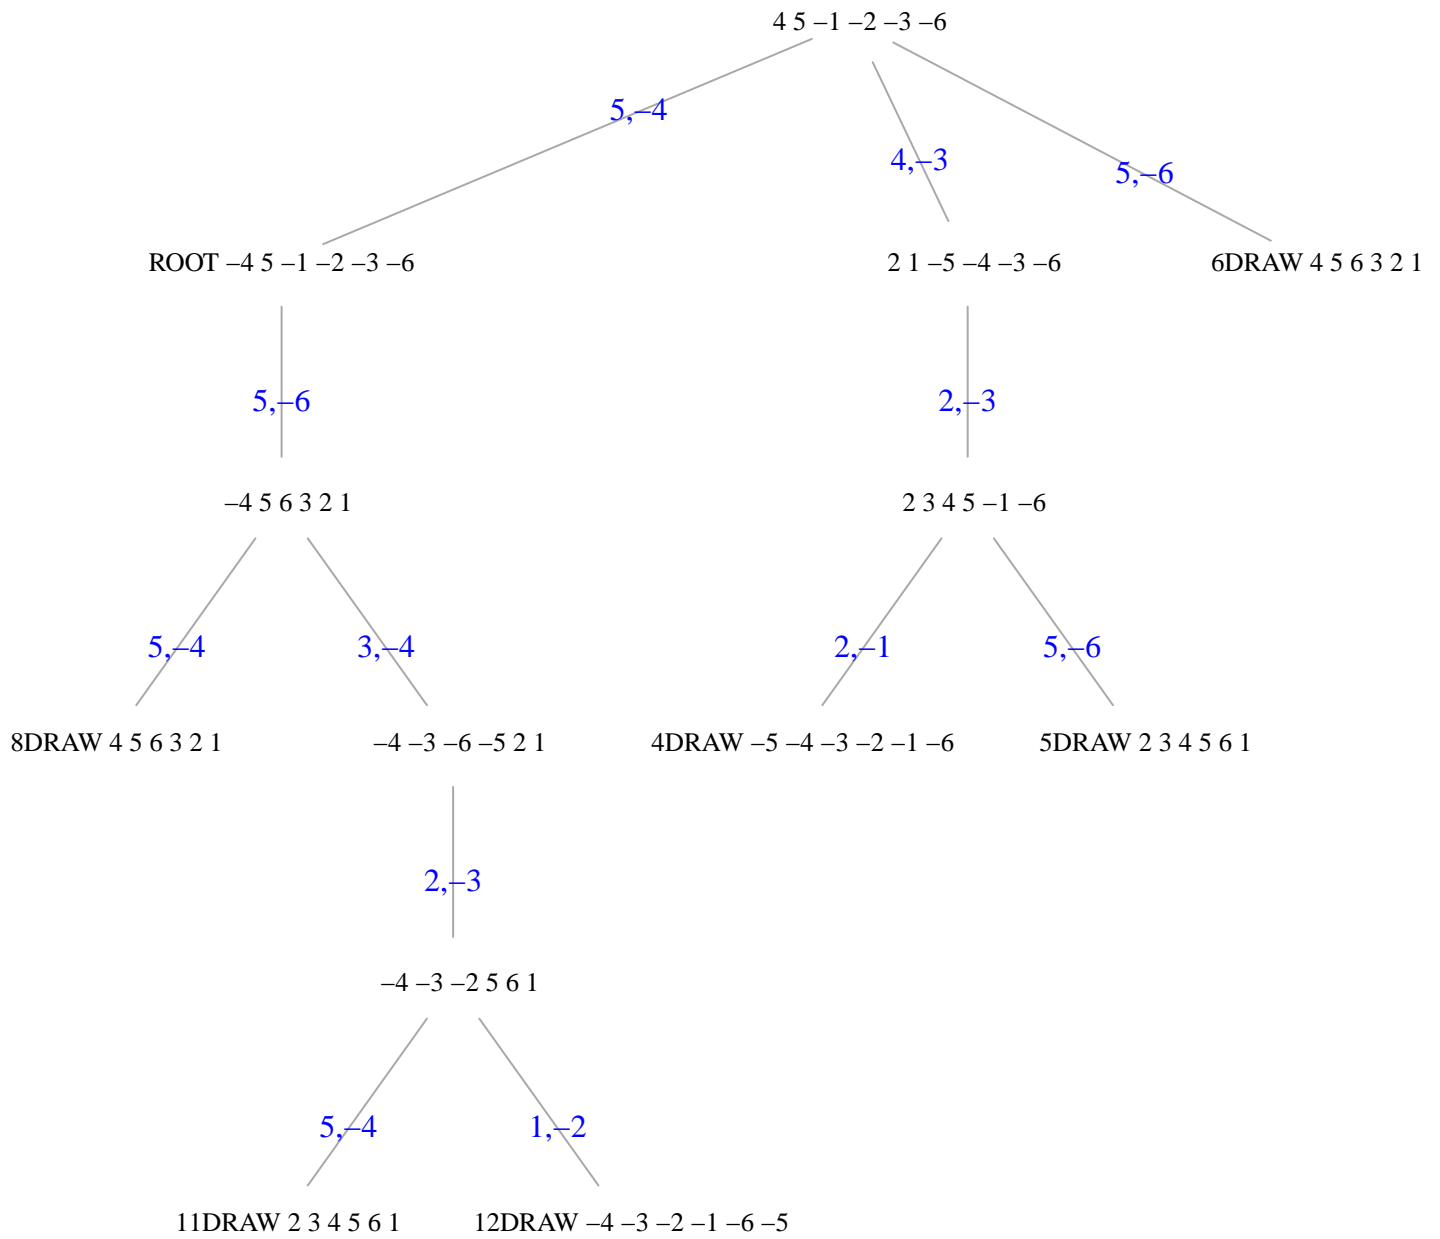 4 5 –1 –2 –3 –6
5,–4
4,–3
5,–6
ROOT –4 5 –1 –2 –3 –6
2 1 –5 –4 –3 –6
6DRAW 4 5 6 3 2 1
5,–6
2,–3
–4 5 6 3 2 1
2 3 4 5 –1 –6
5,–4
3,–4
2,–1
5,–6
8DRAW 4 5 6 3 2 1
–4 –3 –6 –5 2 1
4DRAW –5 –4 –3 –2 –1 –6
5DRAW 2 3 4 5 6 1
2,–3
–4 –3 –2 5 6 1
5,–4
1,–2
11DRAW 2 3 4 5 6 1
12DRAW –4 –3 –2 –1 –6 –5